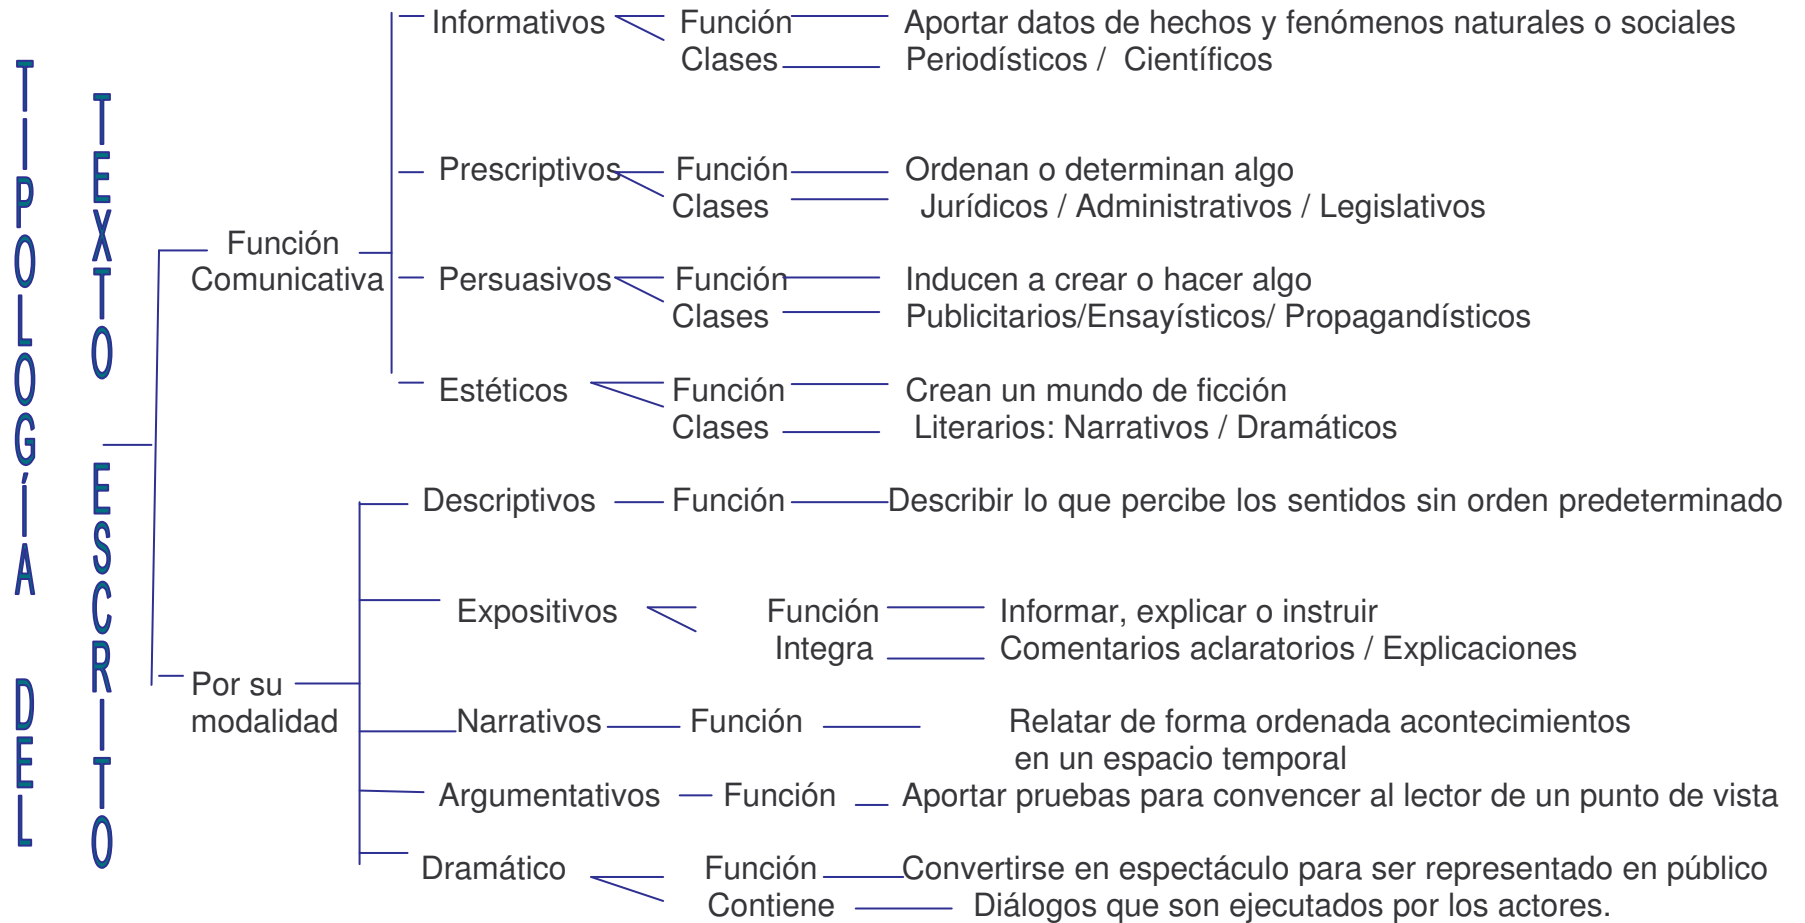 TIPOLOGÍA DEL
TEXTO ESCRITO
Función
Comunicativa
Informativos Función Aportar datos de hechos y fenómenos naturales o sociales
Clases Periodísticos / Científicos
Prescriptivos Función Ordenan o determinan algo
Clases Jurídicos / Administrativos / Legislativos
Persuasivos Función Inducen a crear o hacer algo
Clases Publicitarios/Ensayísticos/ Propagandísticos
Estéticos Función Crean un mundo de ficción
Clases Literarios: Narrativos / Dramáticos
Por su
modalidad
Descriptivos Función Describir lo que percibe los sentidos sin orden predeterminado
Expositivos Función Informar, explicar o instruir
Integra Comentarios aclaratorios / Explicaciones
Narrativos Función Relatar de forma ordenada acontecimientos
en un espacio temporal
Argumentativos Función Aportar pruebas para convencer al lector de un punto de vista
Dramático Función Convertirse en espectáculo para ser representado en público
Contiene Diálogos que son ejecutados por los actores.